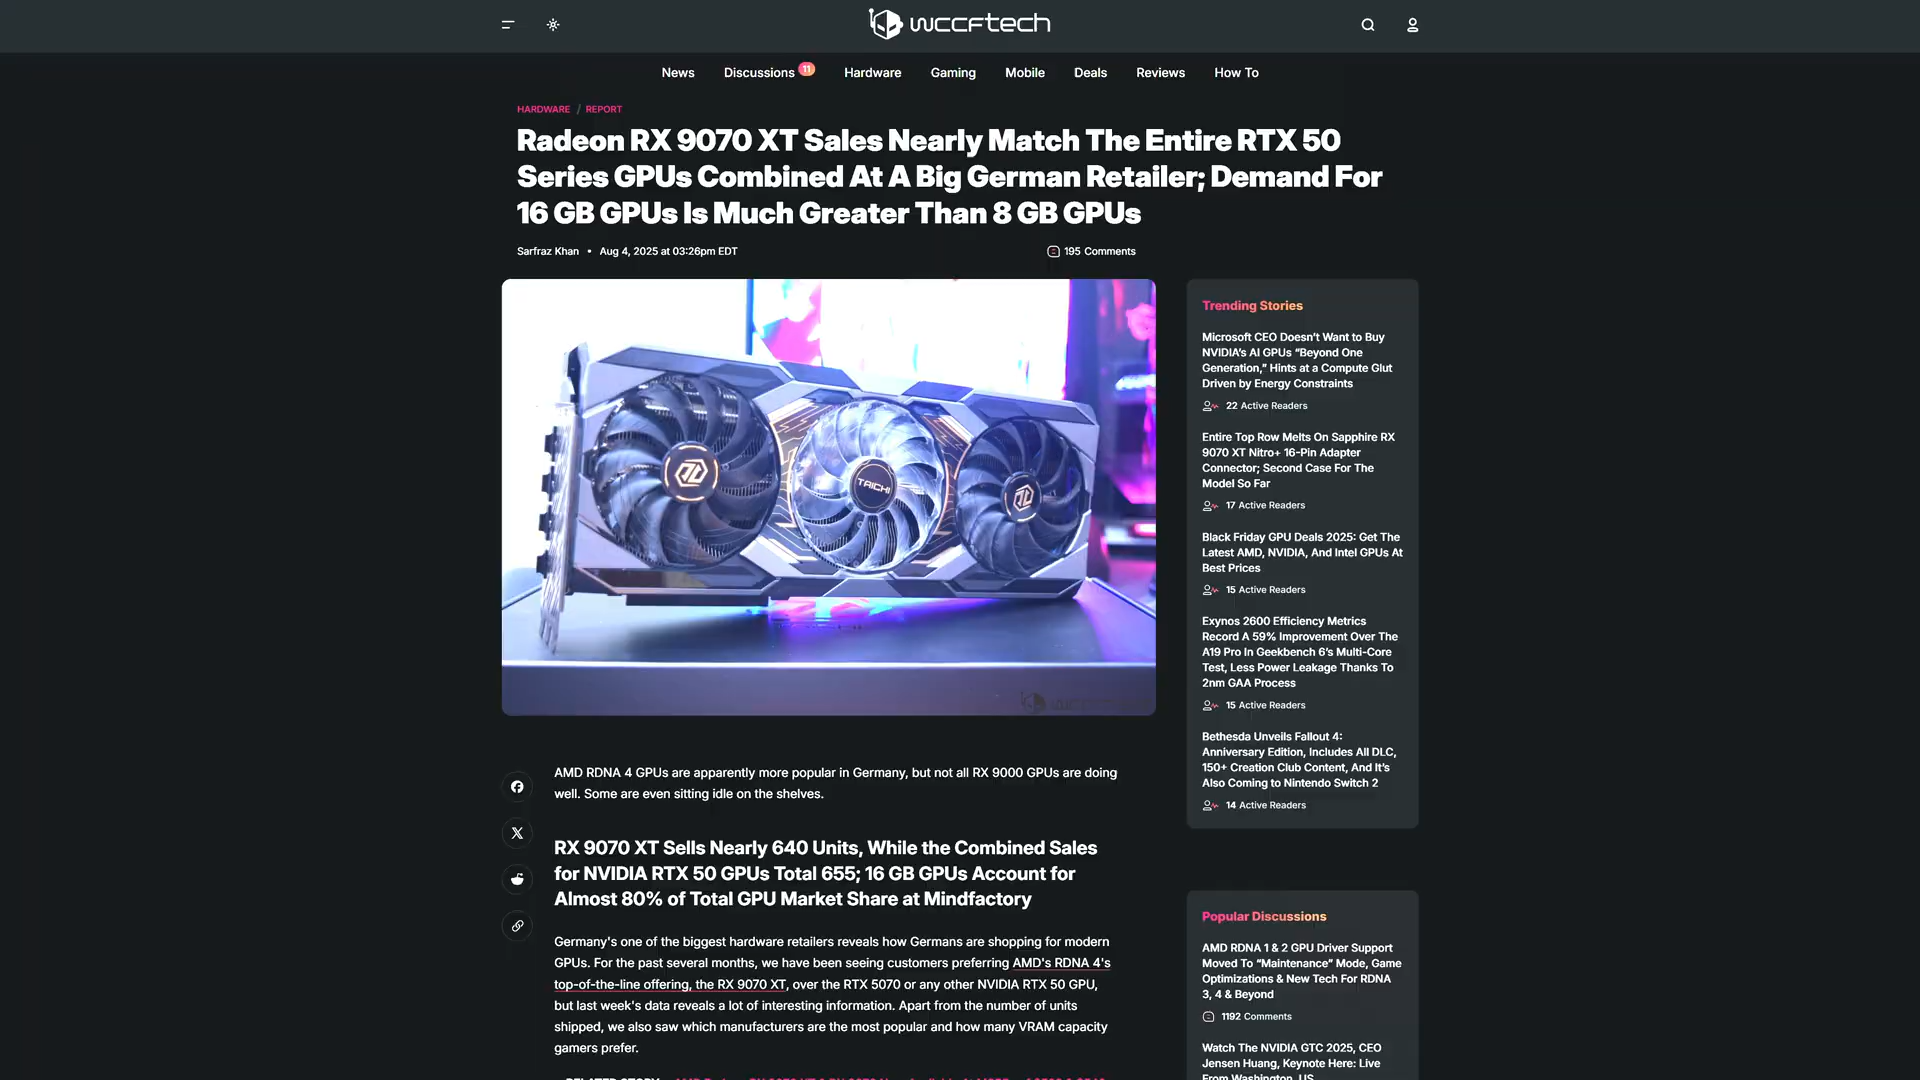 wccftech
News
Discussions 11
Hardware
Gaming
Mobile
Deals
Reviews
How To
HARDWARE / REPORT
Radeon RX 9070 XT Sales Nearly Match The Entire RTX 50
Series GPUs Combined At A Big German Retailer; Demand For
16 GB GPUs Is Much Greater Than 8 GB GPUs
Sarfraz Khan • Aug 4, 2025 at 03:26pm EDT
195 Comments
TAICHI
wccftech
AMD RDNA 4 GPUs are apparently more popular in Germany, but not all RX 9000 GPUs are doing
well. Some are even sitting idle on the shelves.
RX 9070 XT Sells Nearly 640 Units, While the Combined Sales
for NVIDIA RTX 50 GPUs Total 655; 16 GB GPUs Account for
Almost 80% of Total GPU Market Share at Mindfactory
Germany's one of the biggest hardware retailers reveals how Germans are shopping for modern
GPUs. For the past several months, we have been seeing customers preferring AMD's RDNA 4's
top-of-the-line offering, the RX 9070 XT, over the RTX 5070 or any other NVIDIA RTX 50 GPU,
but last week's data reveals a lot of interesting information. Apart from the number of units
shipped, we also saw which manufacturers are the most popular and how many VRAM capacity
gamers prefer.
Trending Stories
Microsoft CEO Doesn't Want to Buy
NVIDIA's AI GPUs “Beyond One
Generation,” Hints at a Compute Glut
Driven by Energy Constraints
22 Active Readers
Entire Top Row Melts On Sapphire RX
9070 XT Nitro+ 16-Pin Adapter
Connector; Second Case For The
Model So Far
17 Active Readers
Black Friday GPU Deals 2025: Get The
Latest AMD, NVIDIA, And Intel GPUs At
Best Prices
15 Active Readers
Exynos 2600 Efficiency Metrics
Record A 59% Improvement Over The
A19 Pro In Geekbench 6's Multi-Core
Test, Less Power Leakage Thanks To
2nm GAA Process
15 Active Readers
Bethesda Unveils Fallout 4:
Anniversary Edition, Includes All DLC,
150+ Creation Club Content, And It's
Also Coming to Nintendo Switch 2
14 Active Readers
Popular Discussions
AMD RDNA 1 & 2 GPU Driver Support
Moved To “Maintenance” Mode, Game
Optimizations & New Tech For RDNA
3, 4 & Beyond
1192 Comments
Watch The NVIDIA GTC 2025, CEO
Jensen Huang, Keynote Here: Live
From Washington, US